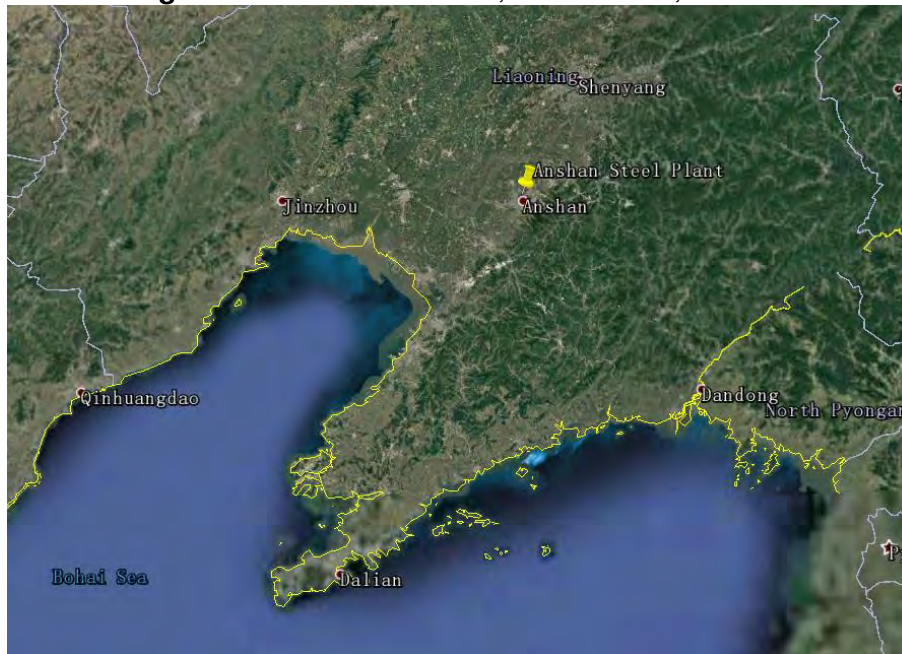 Liaoning
Shenyang
Anshan Steel Plant
Jinzhou
Anshan
Qinhuangdao
Dandong
North Pyongan
Bohai Sea
Dalian